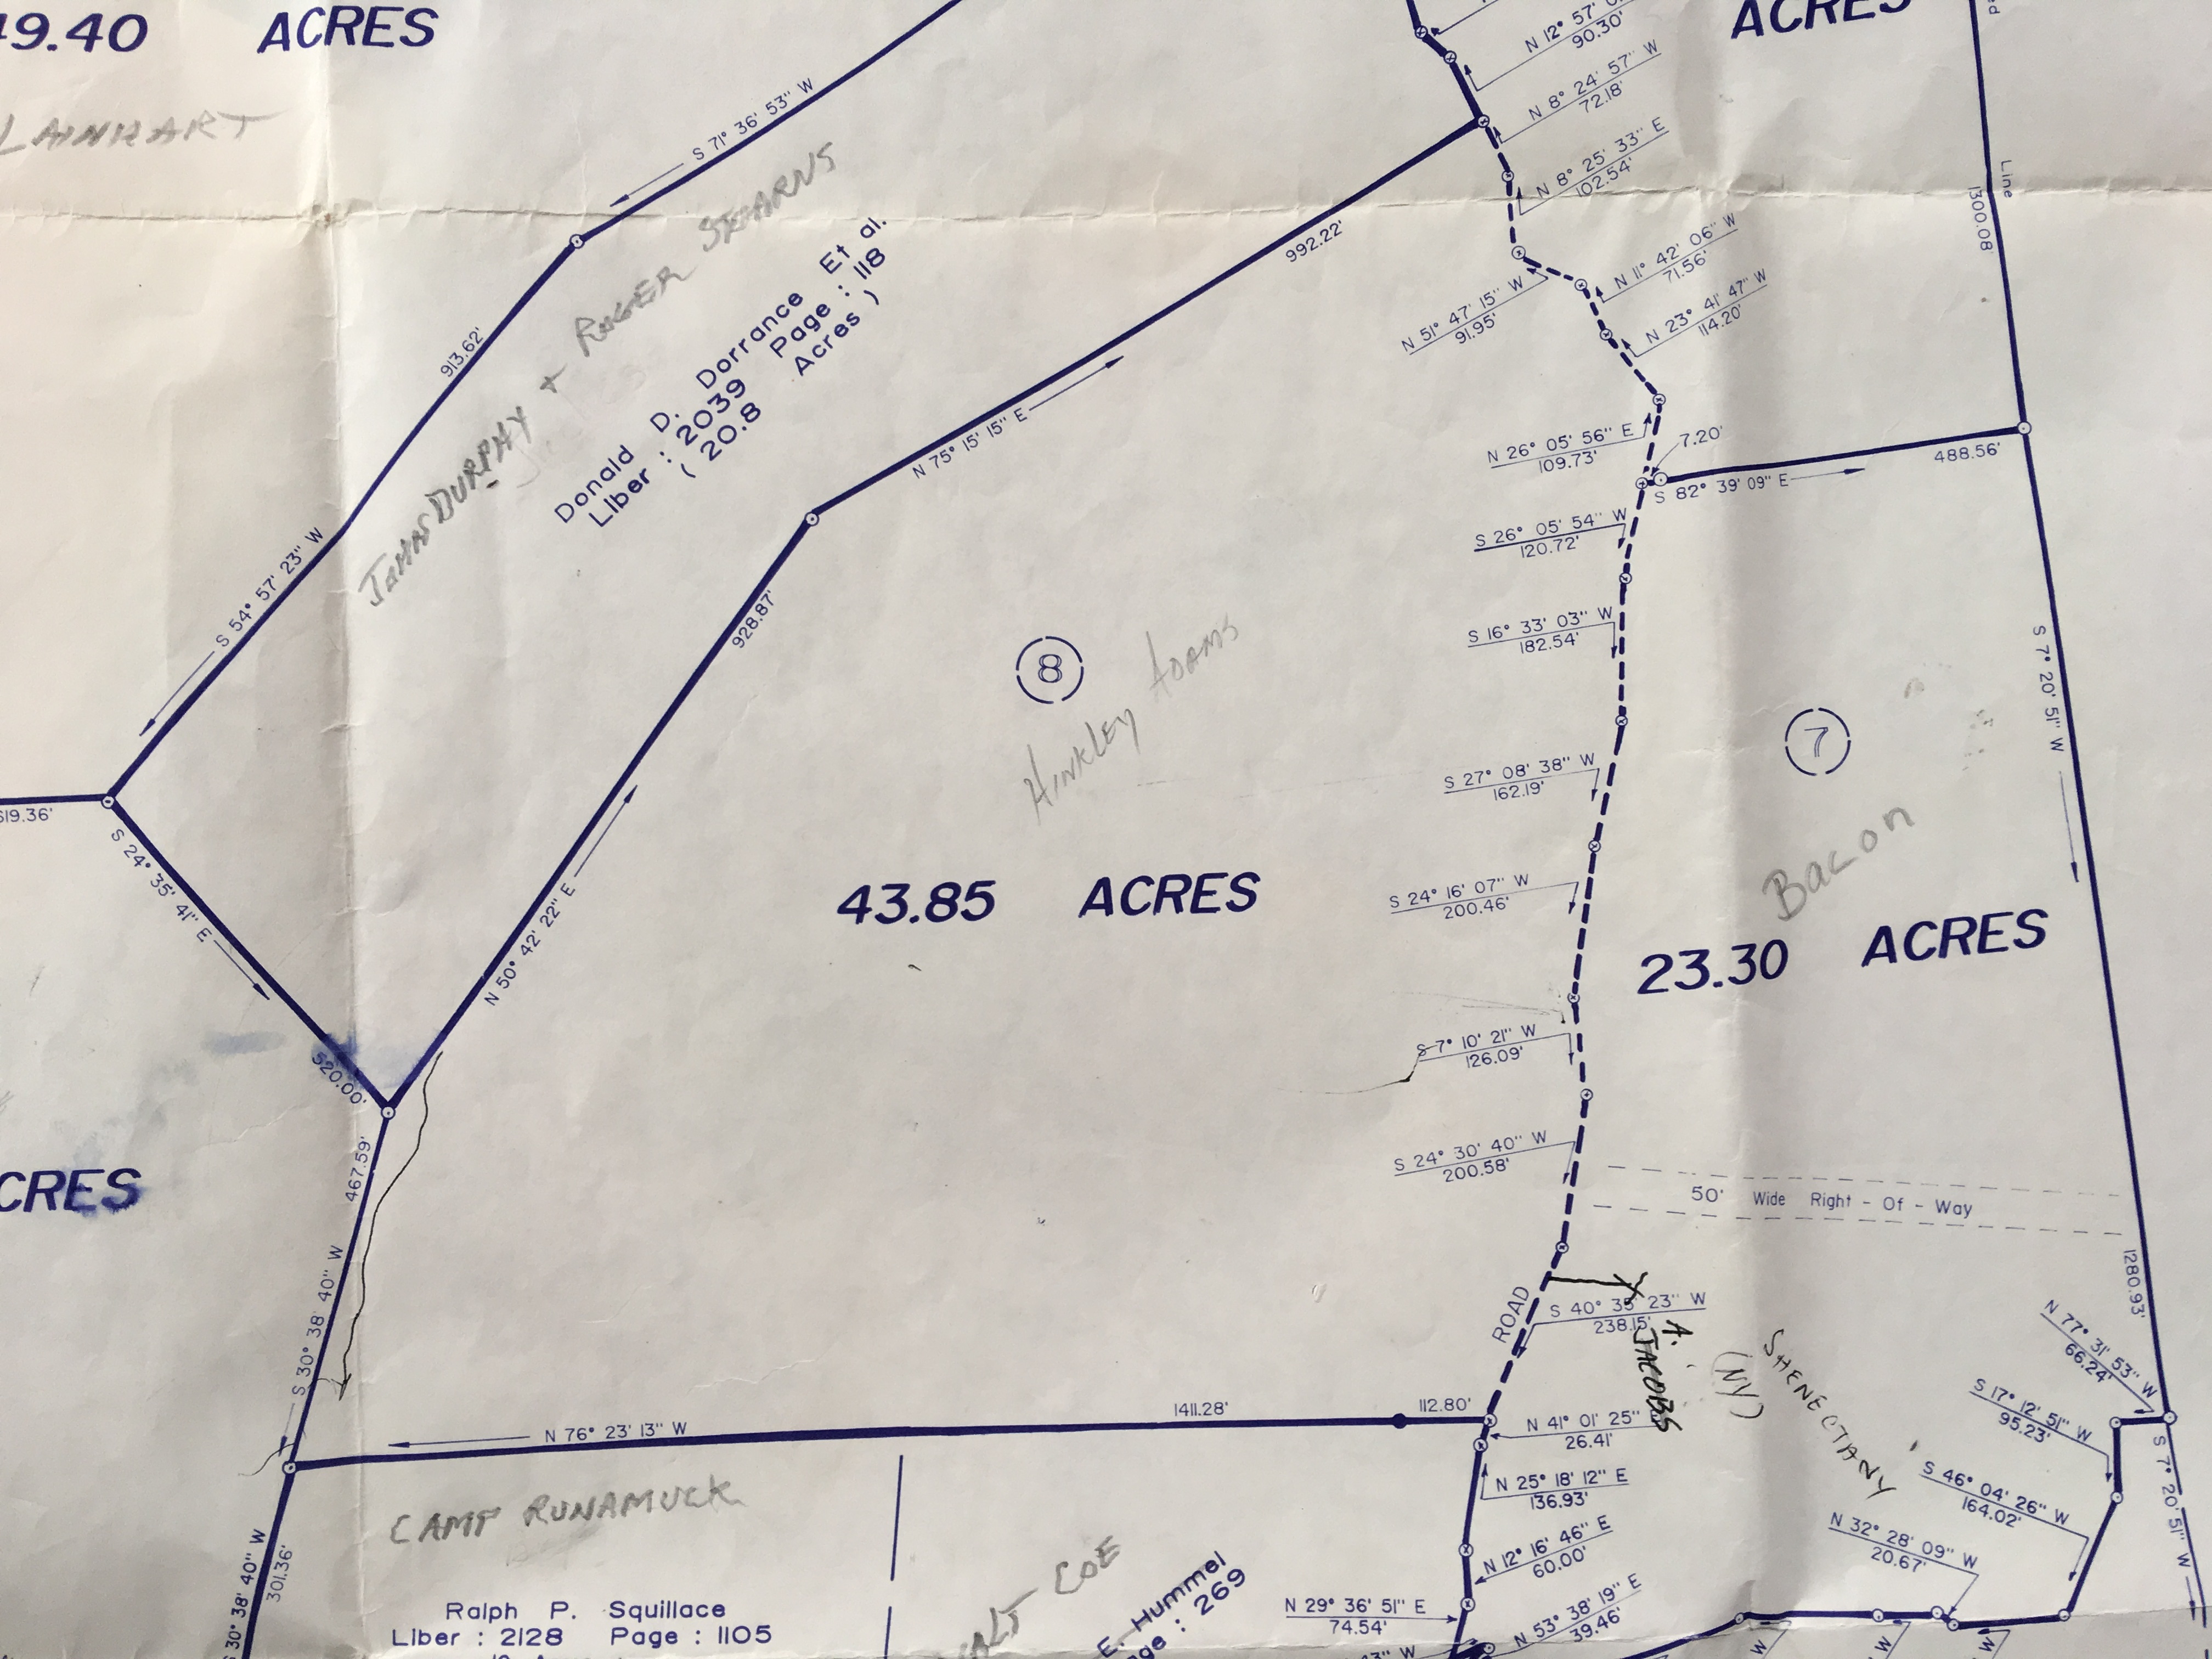 ACRES
ACRES
LAINHART
S 71° 36' 53" W
90.30'
N 8° 24' 57" W
72.18'
N 8° 25' 33" E
102.54'
Line
1300.08'
N 11° 42' 06" W
71.56'
N 51° 47' 15" W
91.95'
N 23° 41' 47" W
114.20'
992.22'
913.62'
ROGER STEARNS
Donald D. Dorrance Et al.
Liber : 2039 Page : 118
( 20.8 Acres )
N 75° 15' 15" E
N 26° 05' 56" E
109.73'
7.20'
488.56'
S 82° 39' 09" E
S 26° 05' 54" W
120.72'
S 54° 57' 23" W
928.87'
8
HINKLEY ADAMS
S 16° 33' 03" W
182.54'
S 7° 20' 51" W
7
Bacon
S 27° 08' 38" W
162.19'
S 24° 35' 41" E
520.00'
N 50° 42' 22" E
43.85 ACRES
S 24° 16' 07" W
200.46'
23.30 ACRES
S 7° 10' 21" W
126.09'
S 24° 30' 40" W
200.58'
50' Wide Right - Of - Way
467.59'
S 30° 38' 40" W
1280.93'
ROAD
S 40° 35' 23" W
238.15'
A. JACOBS
(NY)
SHENECTANY
N 77° 31' 53" W
66.24'
S 17° 12' 51" W
95.23'
1411.28'
112.80'
N 76° 23' 13" W
N 41° 01' 25"
26.41'
N 25° 18' 12" E
136.93'
S 46° 04' 26" W
164.02'
S 7° 20' 51" W
N 32° 28' 09" W
20.67'
CAMP RUNAMUCK
N 12° 16' 46" E
60.00'
COE
E. Hummel
269
N 29° 36' 51" E
74.54'
N 53° 38' 19" E
39.46'
30° 38' 40" W
301.36'
Ralph P. Squillace
Liber : 2128 Page : 1105